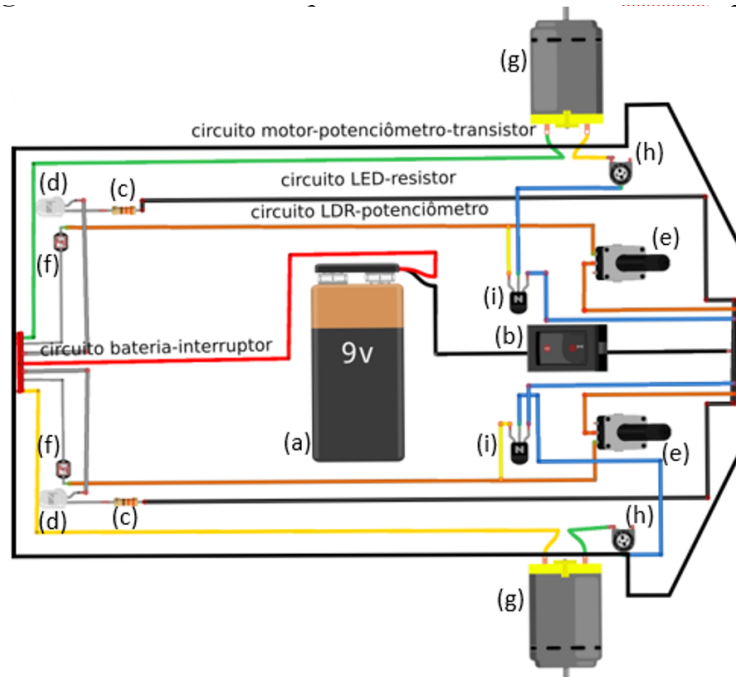 (g)
circuito motor-potenciômetro-transistor
(h)
(d)
(c)
circuito LED-resistor
circuito LDR-potenciômetro
(f)
(e)
(i)
(b)
circuito bateria-interruptor
9v
(f)
(a)
(i)
(e)
(d)
(c)
(h)
(g)